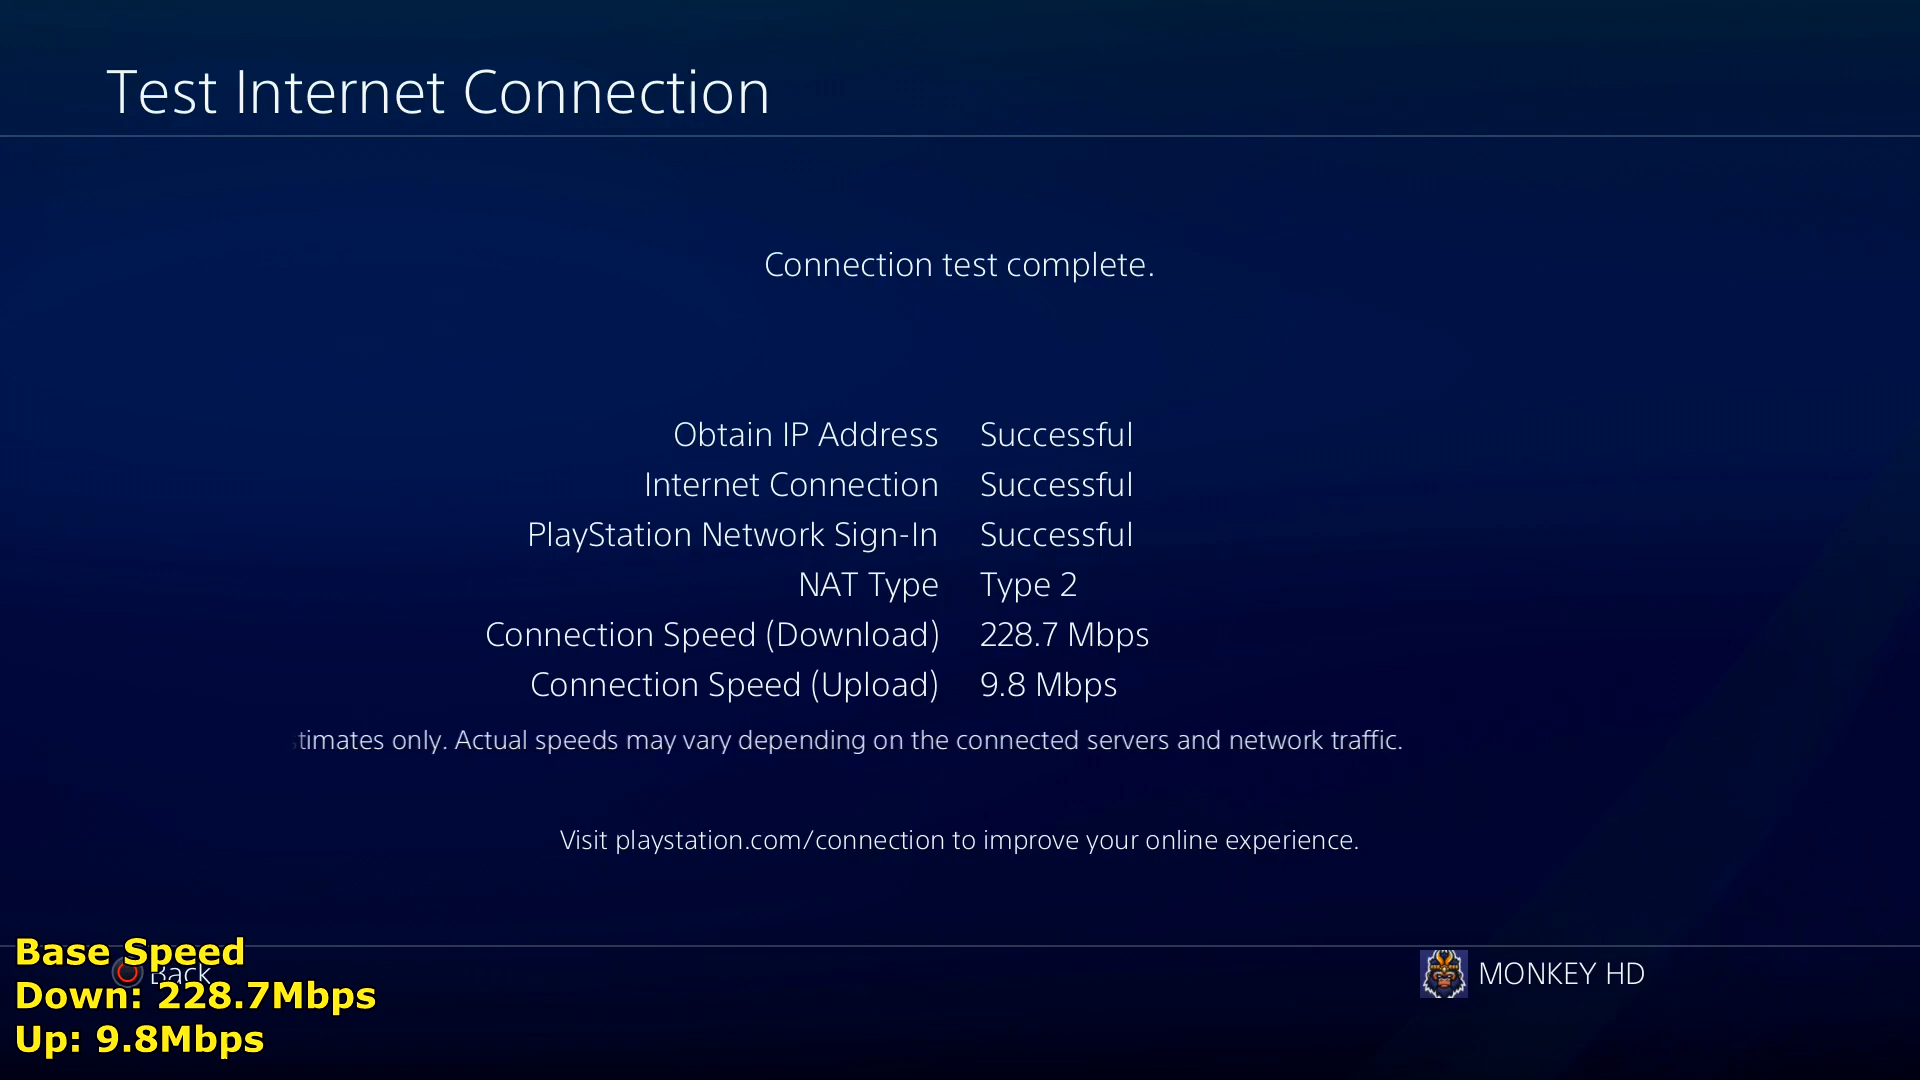 Test Internet Connection
Connection test complete.
Obtain IP Address Successful
Internet Connection Successful
PlayStation Network Sign-In Successful
NAT Type Type 2
Connection Speed (Download) 228.7 Mbps
Connection Speed (Upload) 9.8 Mbps
timates only. Actual speeds may vary depending on the connected servers and network traffic.
Visit playstation.com/connection to improve your online experience.
Base Speed
Back
MONKEY HD
Down: 228.7Mbps
Up: 9.8Mbps